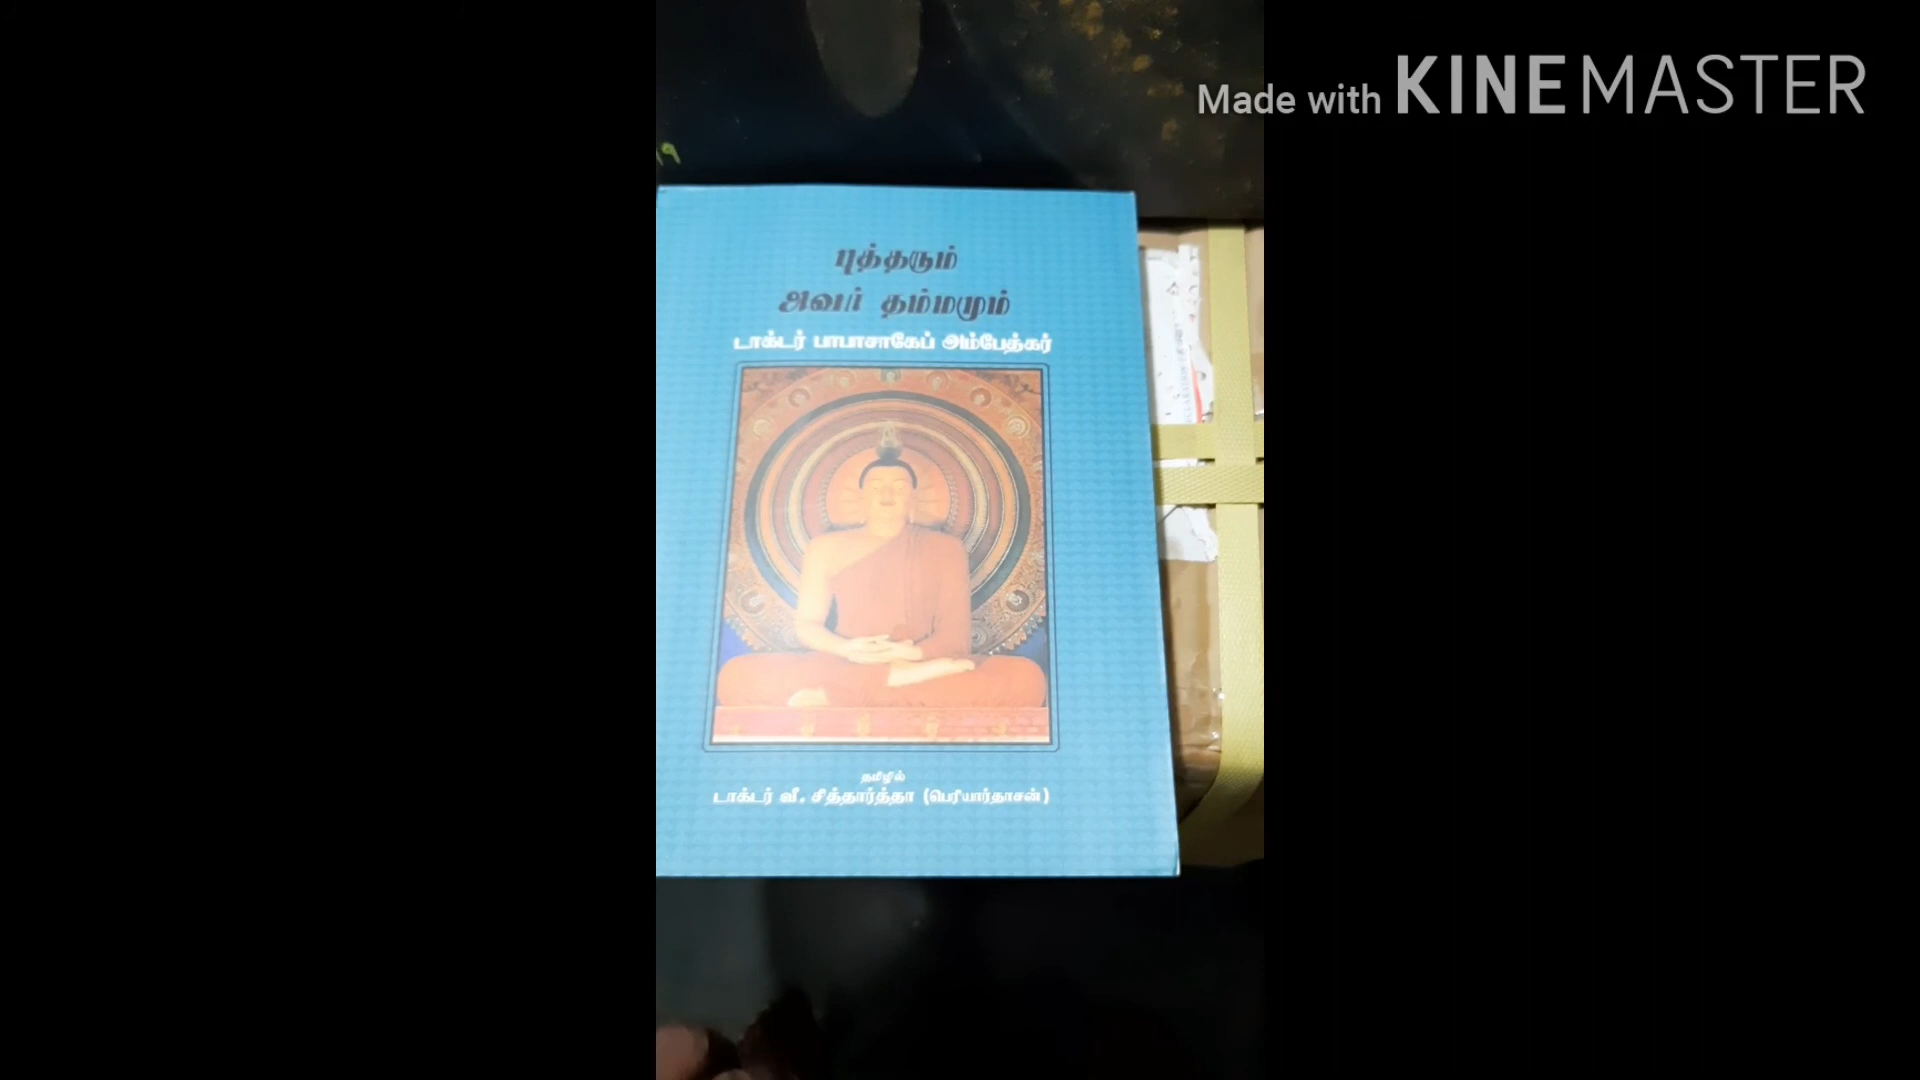 Made with KINEMASTER
புத்தரும்
அவர் தம்மமும்
டாக்டர் பாபாசாகேப் அம்பேத்கர்
தமிழில்
டாக்டர் வீ. சித்தார்த்தா (பெரியார்தாசன்)